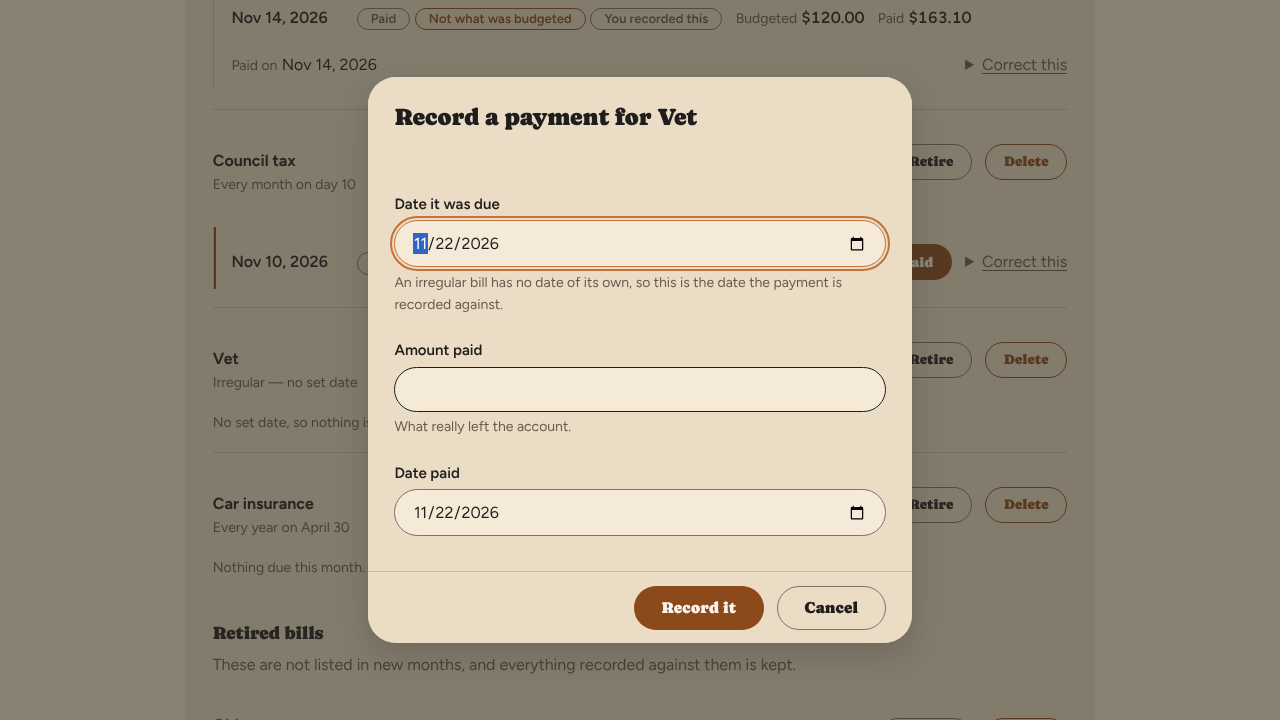 Nov 14, 2026 Paid Not what was budgeted You recorded this Budgeted $120.00 Paid $163.10
Paid on Nov 14, 2026 Correct this
Record a payment for Vet
Council tax Retire Delete
Every month on day 10
Date it was due
11/22/2026
Nov 10, 2026 Correct this
An irregular bill has no date of its own, so this is the date the payment is
recorded against.
Amount paid
Vet Retire Delete
Irregular — no set date
No set date, so nothing
What really left the account.
Date paid
Car insurance Retire Delete
11/22/2026
Every year on April 30
Nothing due this month.
Record it Cancel
Retired bills
These are not listed in new months, and everything recorded against them is kept.